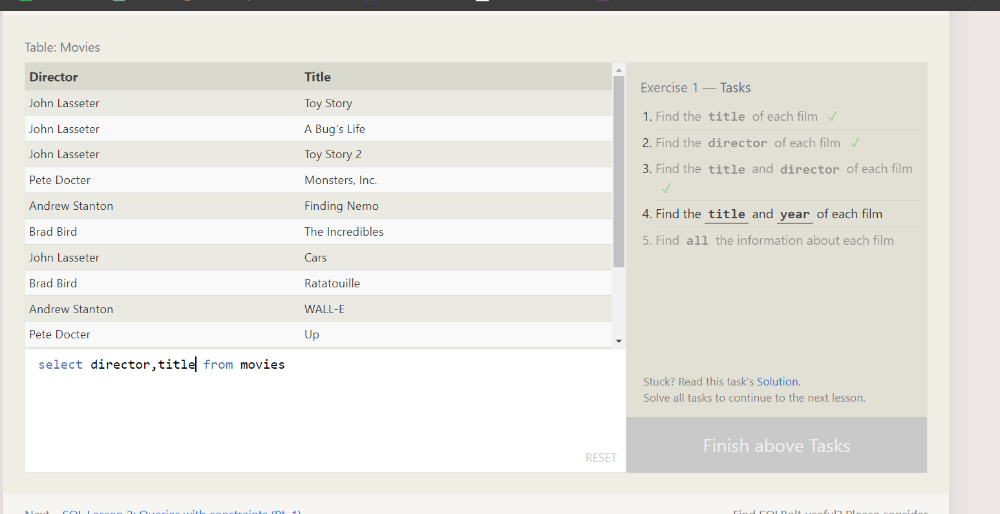 Table: Movies
Director Title
John Lasseter Toy Story
John Lasseter A Bug's Life
John Lasseter Toy Story 2
Pete Docter Monsters, Inc.
Andrew Stanton Finding Nemo
Brad Bird The Incredibles
John Lasseter Cars
Brad Bird Ratatouille
Andrew Stanton WALL-E
Pete Docter Up
select director,title from movies
RESET
Exercise 1 — Tasks
1. Find the title of each film ✓
2. Find the director of each film ✓
3. Find the title and director of each film
✓
4. Find the title and year of each film
5. Find all the information about each film
Stuck? Read this task's Solution.
Solve all tasks to continue to the next lesson.
Finish above Tasks
Next – SQL Lesson 2: Queries with constraints (Pt. 1)
Find SQLBolt useful? Please consider